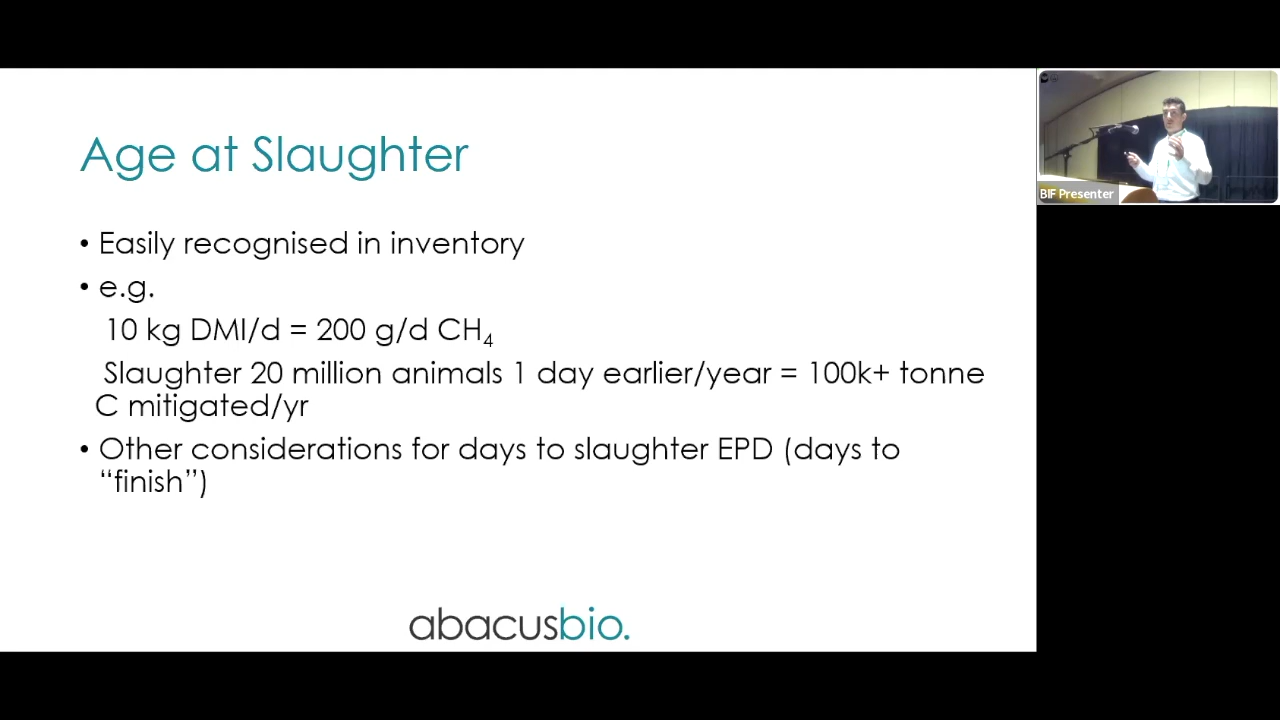 Age at Slaughter
• Easily recognised in inventory
• e.g.
10 kg DMI/d = 200 g/d CH₄
Slaughter 20 million animals 1 day earlier/year = 100k+ tonne
C mitigated/yr
• Other considerations for days to slaughter EPD (days to
“finish”)
abacusbio.
BIF Presenter